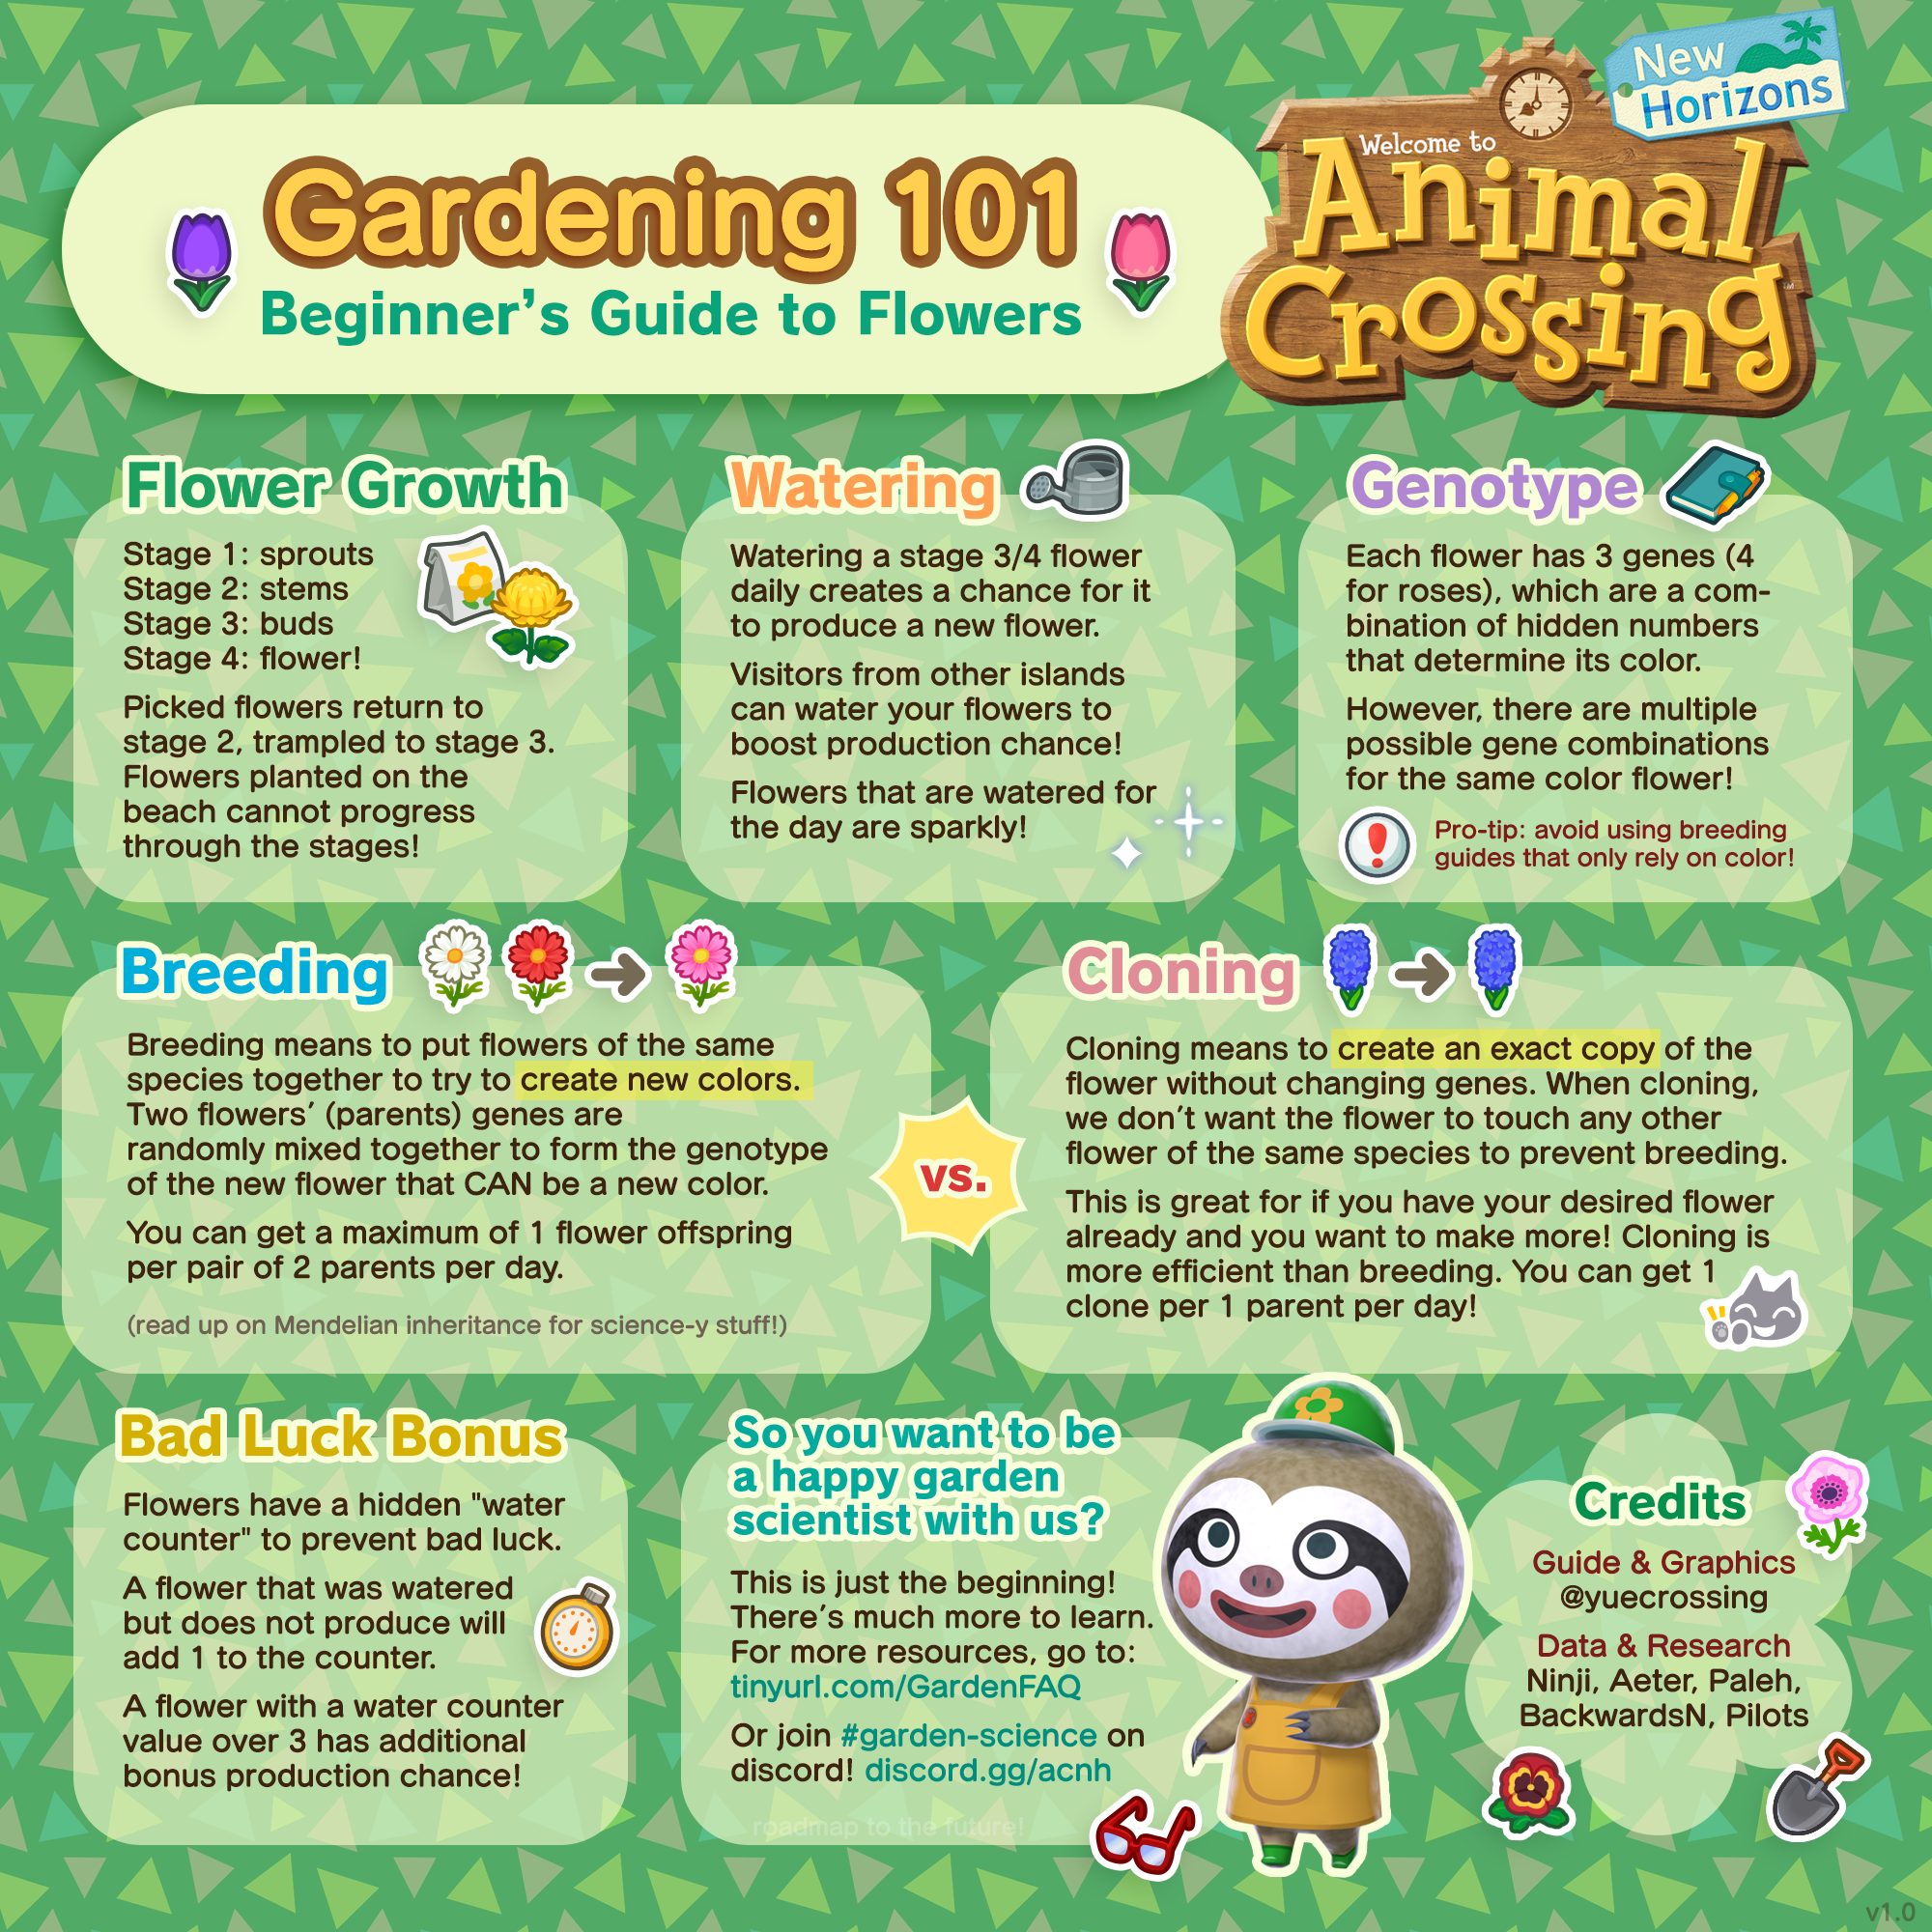 New
Horizons
Welcome to
Animal
Crossing
Gardening 101
Beginner's Guide to Flowers
Flower Growth
Stage 1: sprouts
Stage 2: stems
Stage 3: buds
Stage 4: flower!
Picked flowers return to
stage 2, trampled to stage 3.
Flowers planted on the
beach cannot progress
through the stages!
Watering
Watering a stage 3/4 flower
daily creates a chance for it
to produce a new flower.
Visitors from other islands
can water your flowers to
boost production chance!
Flowers that are watered for
the day are sparkly!
Genotype
Each flower has 3 genes (4
for roses), which are a com-
bination of hidden numbers
that determine its color.
However, there are multiple
possible gene combinations
for the same color flower!
Pro-tip: avoid using breeding
guides that only rely on color!
Breeding
Breeding means to put flowers of the same
species together to try to create new colors.
Two flowers' (parents) genes are
randomly mixed together to form the genotype
of the new flower that CAN be a new color.
You can get a maximum of 1 flower offspring
per pair of 2 parents per day.
(read up on Mendelian inheritance for science-y stuff!)
vs.
Cloning
Cloning means to create an exact copy of the
flower without changing genes. When cloning,
we don't want the flower to touch any other
flower of the same species to prevent breeding.
This is great for if you have your desired flower
already and you want to make more! Cloning is
more efficient than breeding. You can get 1
clone per 1 parent per day!
Bad Luck Bonus
Flowers have a hidden "water
counter" to prevent bad luck.
A flower that was watered
but does not produce will
add 1 to the counter.
A flower with a water counter
value over 3 has additional
bonus production chance!
So you want to be
a happy garden
scientist with us?
This is just the beginning!
There's much more to learn.
For more resources, go to:
tinyurl.com/GardenFAQ
Or join #garden-science on
discord! discord.gg/acnh
roadmap to the future!
Credits
Guide & Graphics
@yuecrossing
Data & Research
Ninji, Aeter, Paleh,
BackwardsN, Pilots
v1.0